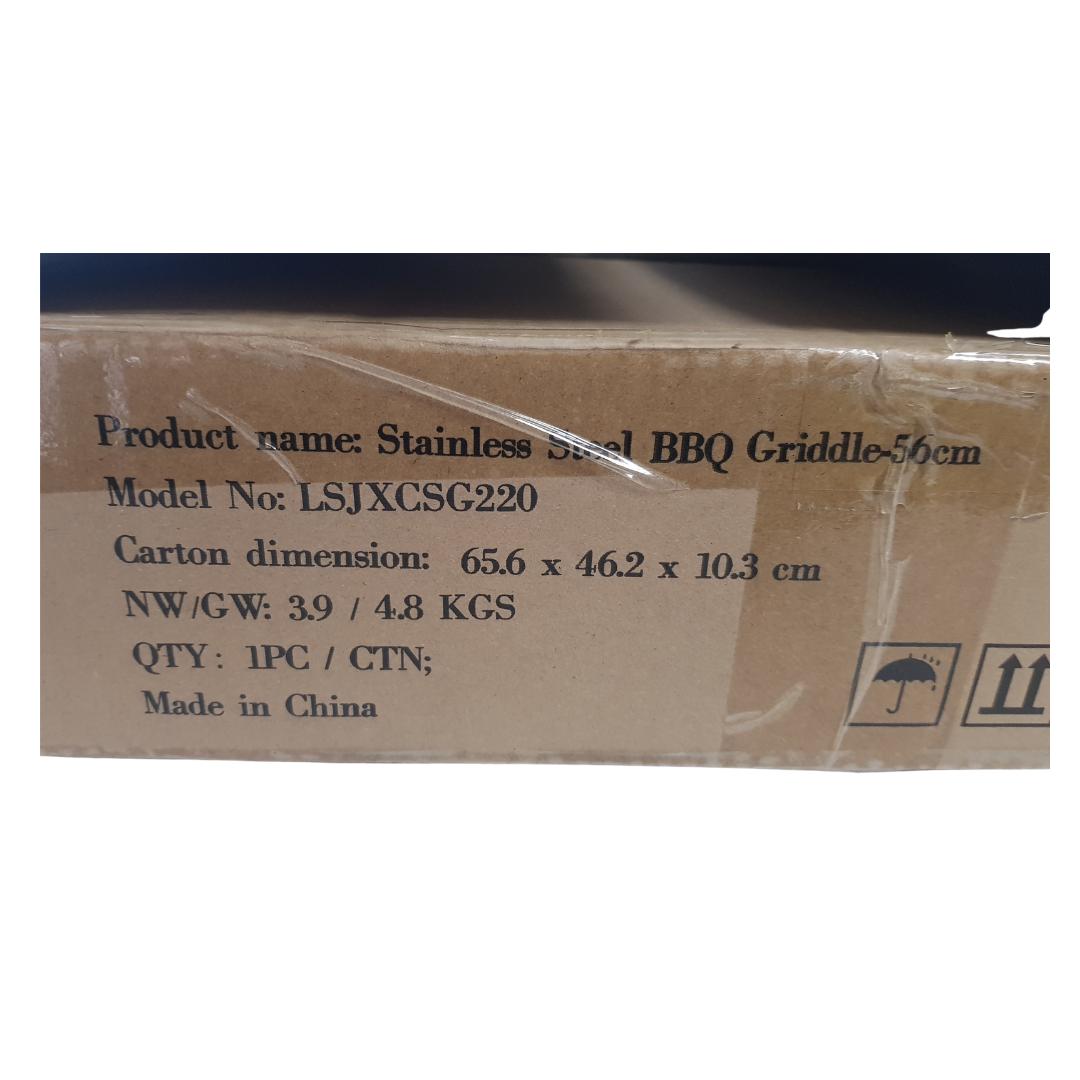 Product name: Stainless Steel BBQ Griddle-56cm
Model No: LSJXCSG220
Carton dimension: 65.6 x 46.2 x 10.3 cm
NW/GW: 3.9 / 4.8 KGS
QTY: 1PC / CTN;
Made in China